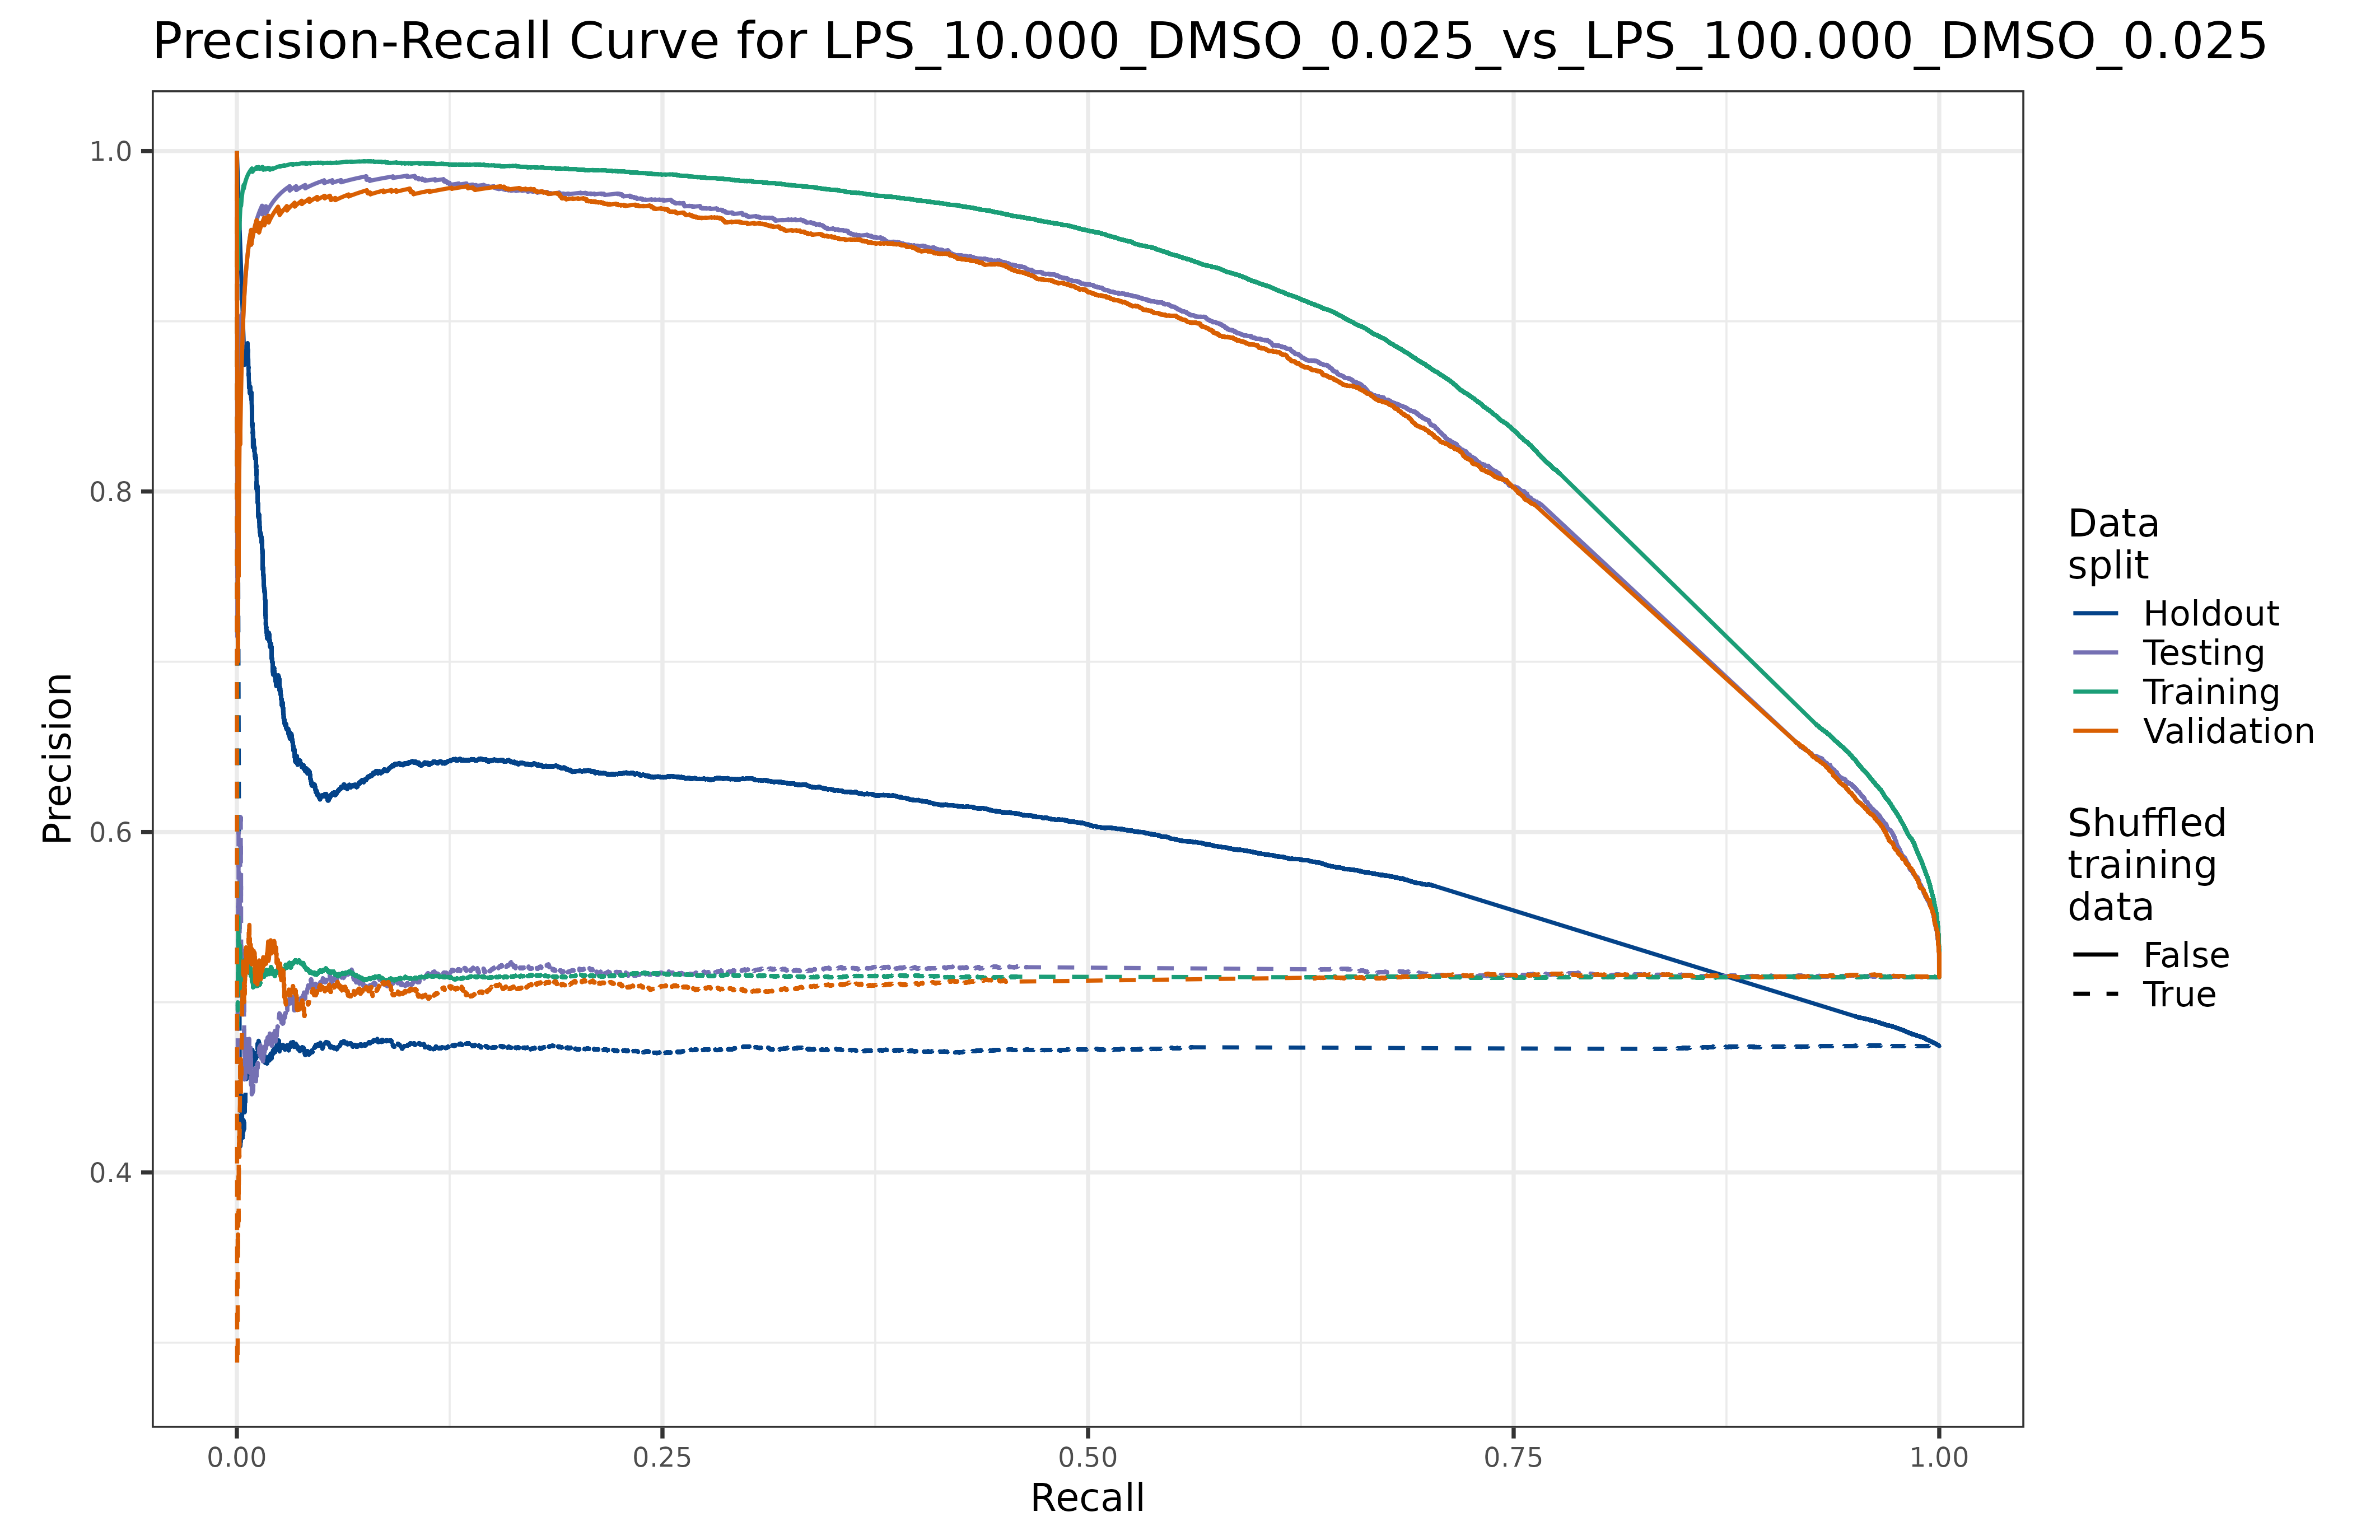 Precision-Recall Curve for LPS_10.000_DMSO_0.025_vs_LPS_100.000_DMSO_0.025
1.0
0.8
0.6
0.4
Precision
0.00
0.25
0.50
0.75
1.00
Recall
Data
split
Holdout
Testing
Training
Validation
Shuffled
training
data
False
True